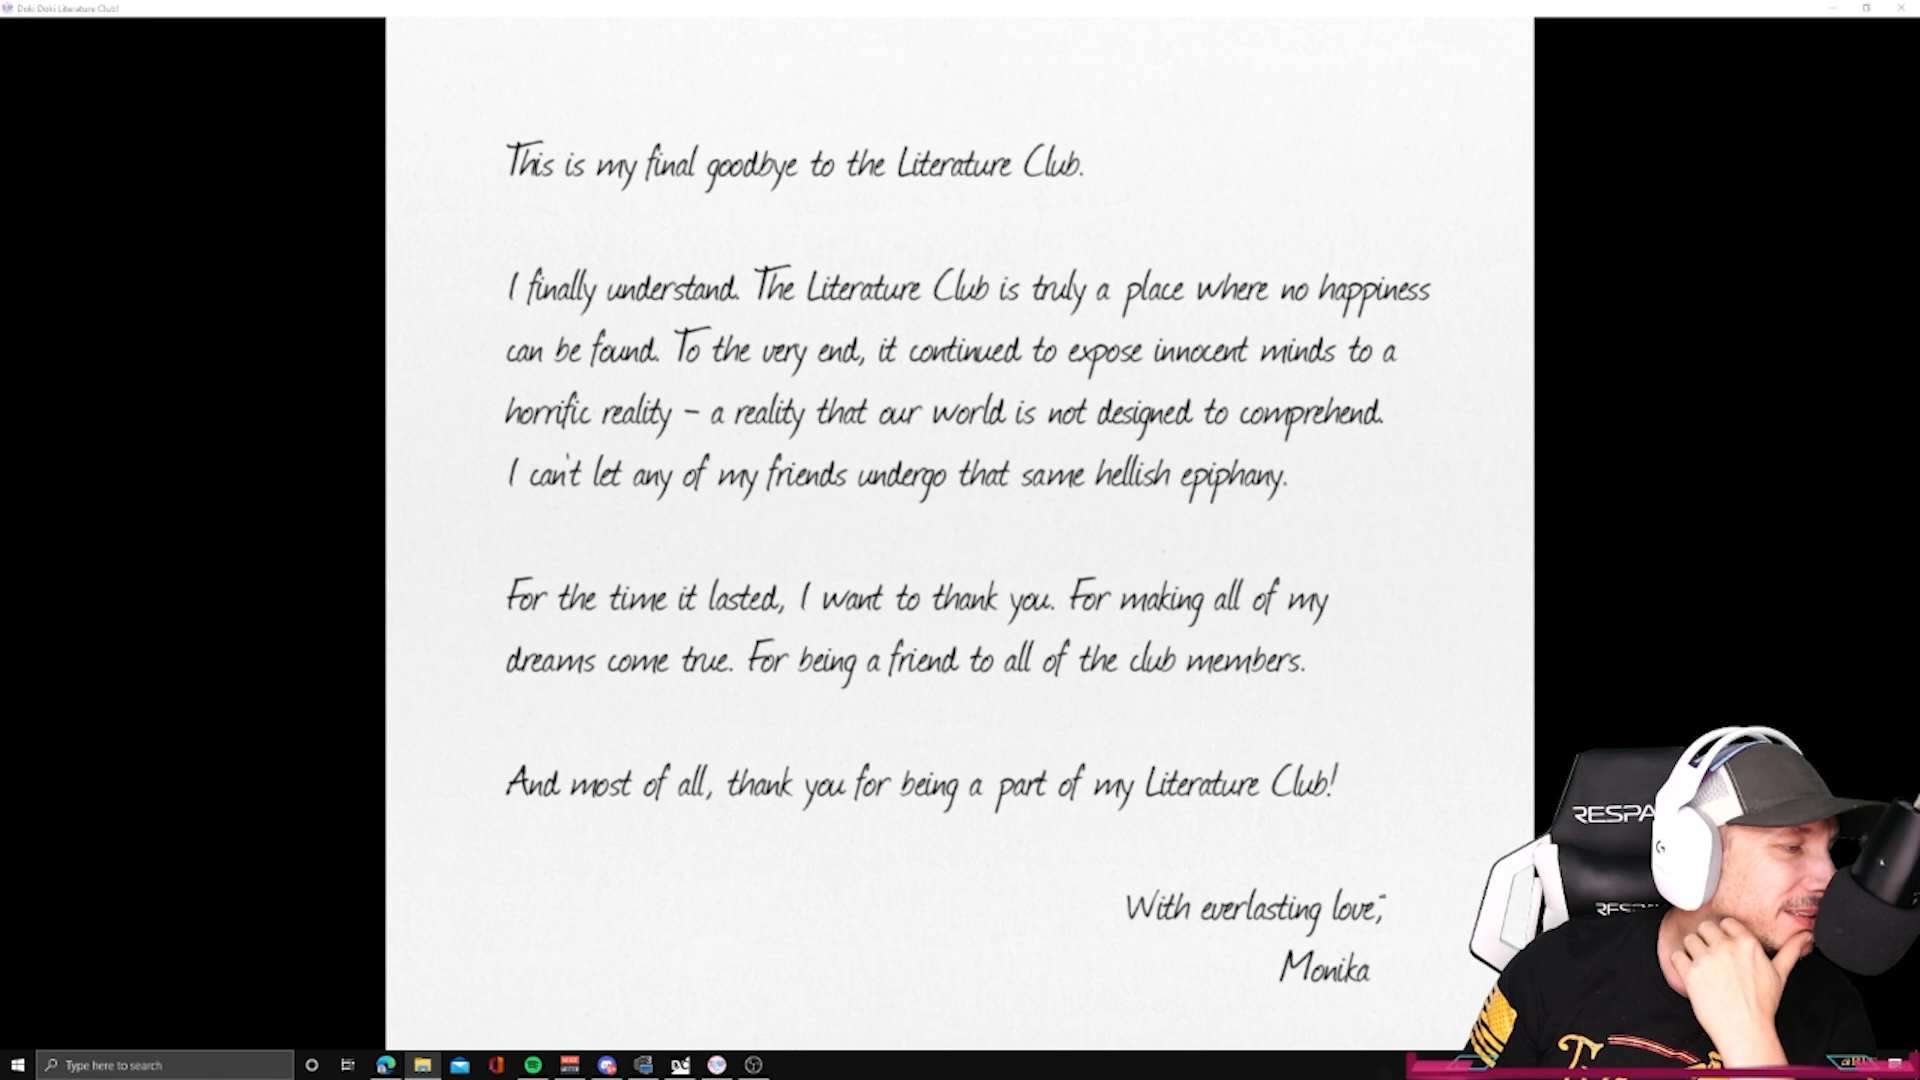 Doki Doki Literature Club!
This is my final goodbye to the Literature Club.
I finally understand. The Literature Club is truly a place where no happiness
can be found. To the very end, it continued to expose innocent minds to a
horrific reality - a reality that our world is not designed to comprehend.
I can't let any of my friends undergo that same hellish epiphany.
For the time it lasted, I want to thank you. For making all of my
dreams come true. For being a friend to all of the club members.
And most of all, thank you for being a part of my Literature Club!
With everlasting love,
Monika
RESPA
Type here to search